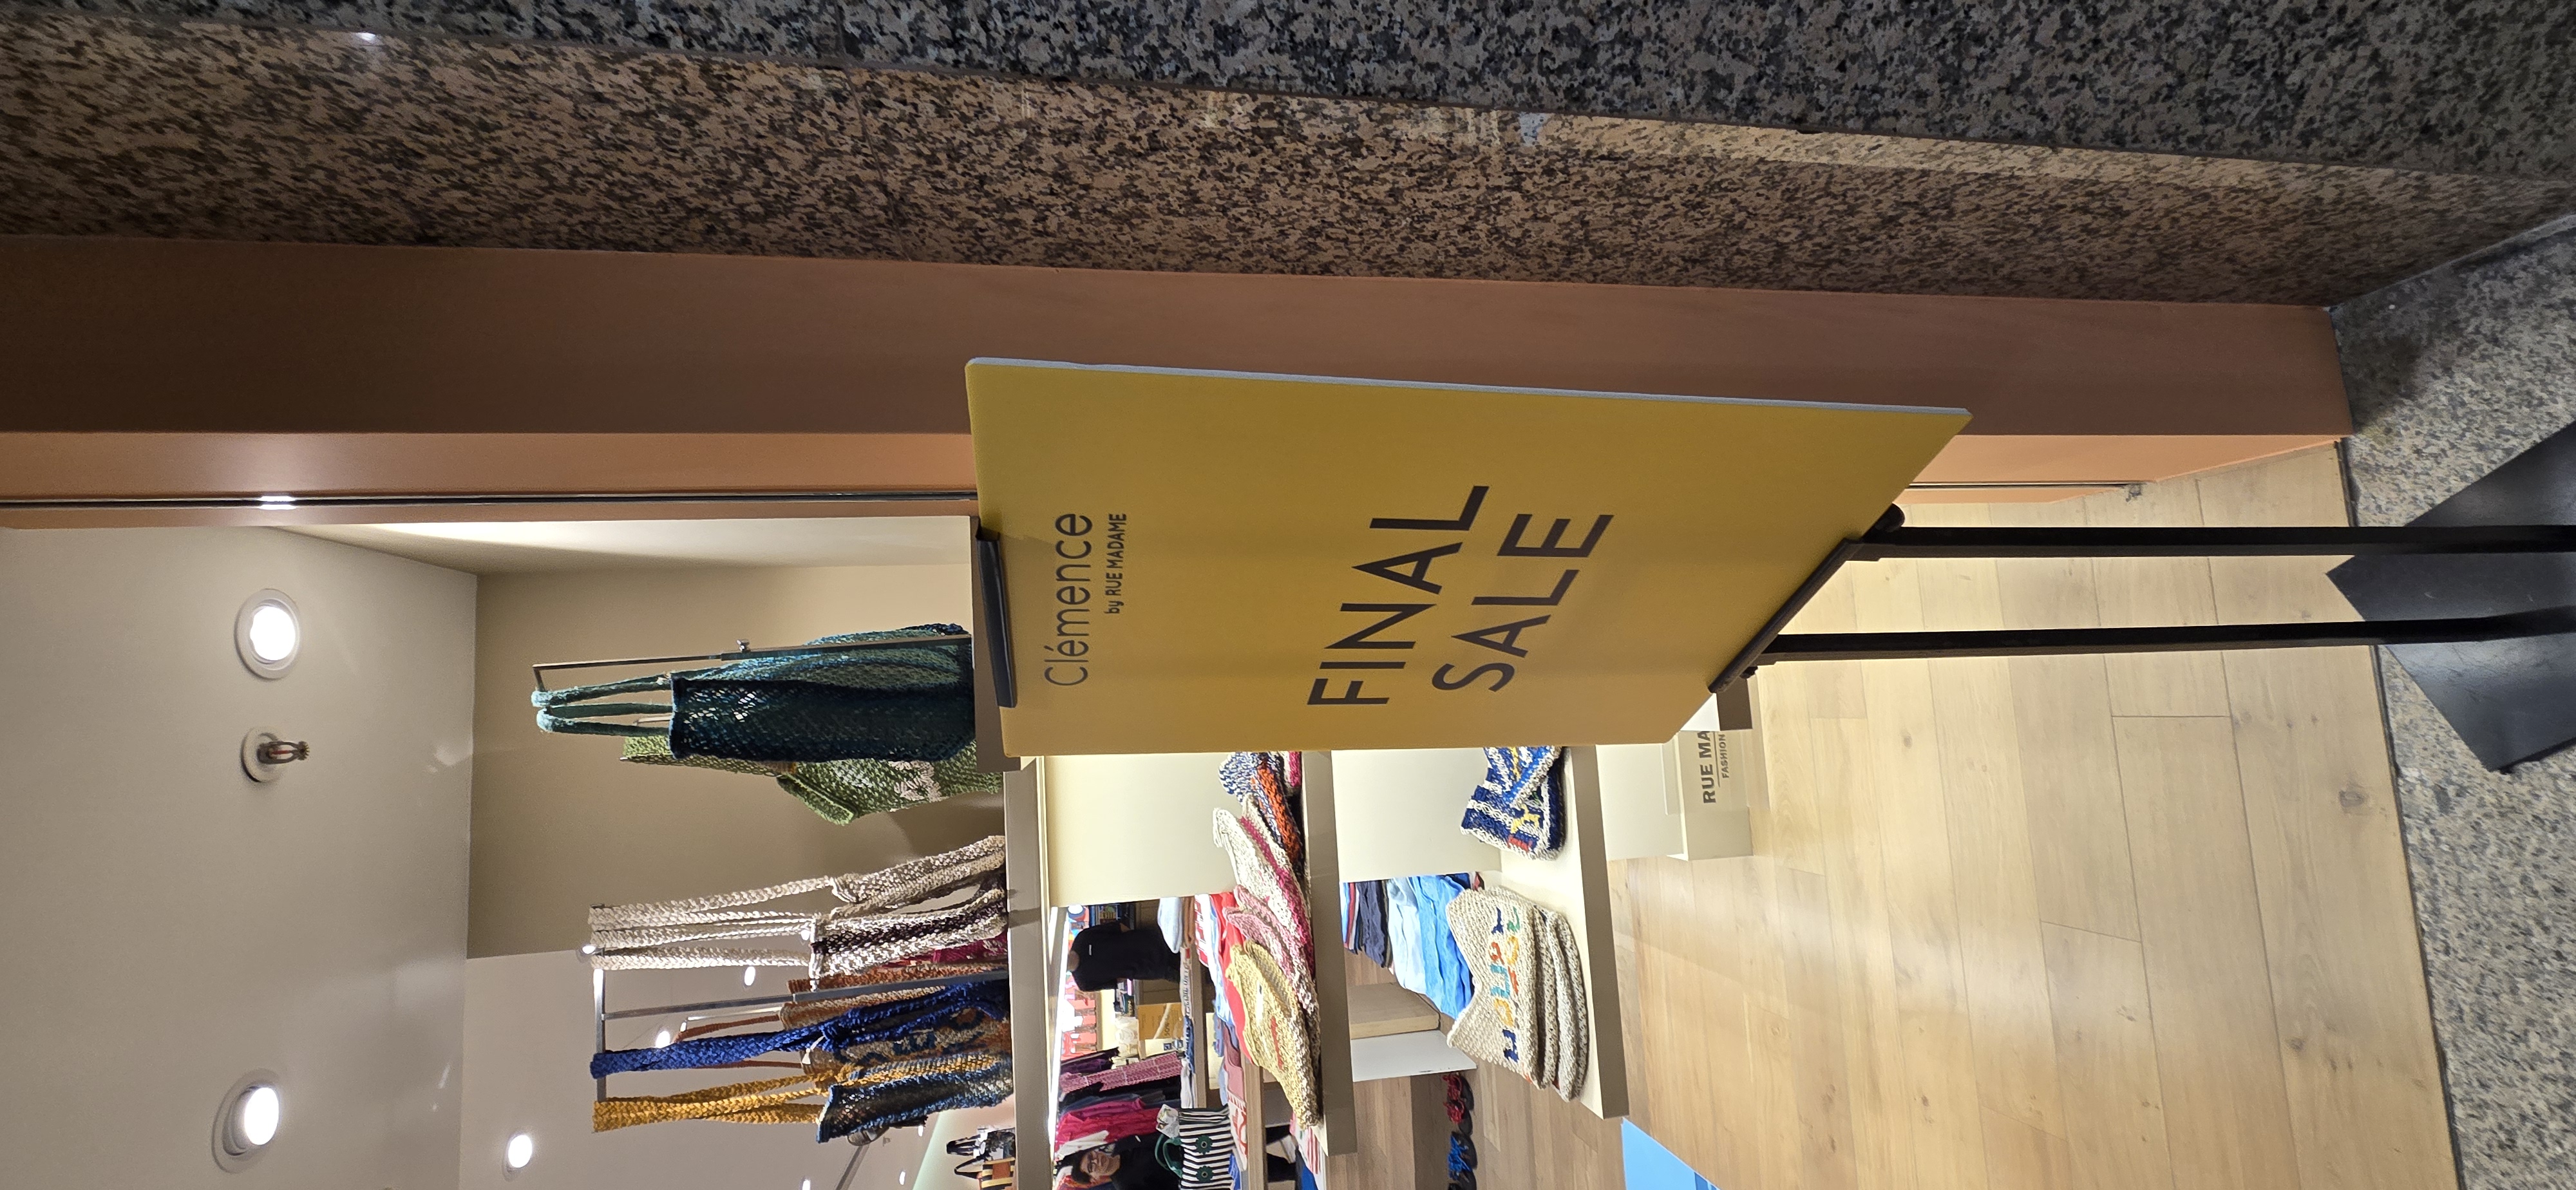 Clémence
by RUE MADAME
FINAL
SALE
RUE MA
FASHION